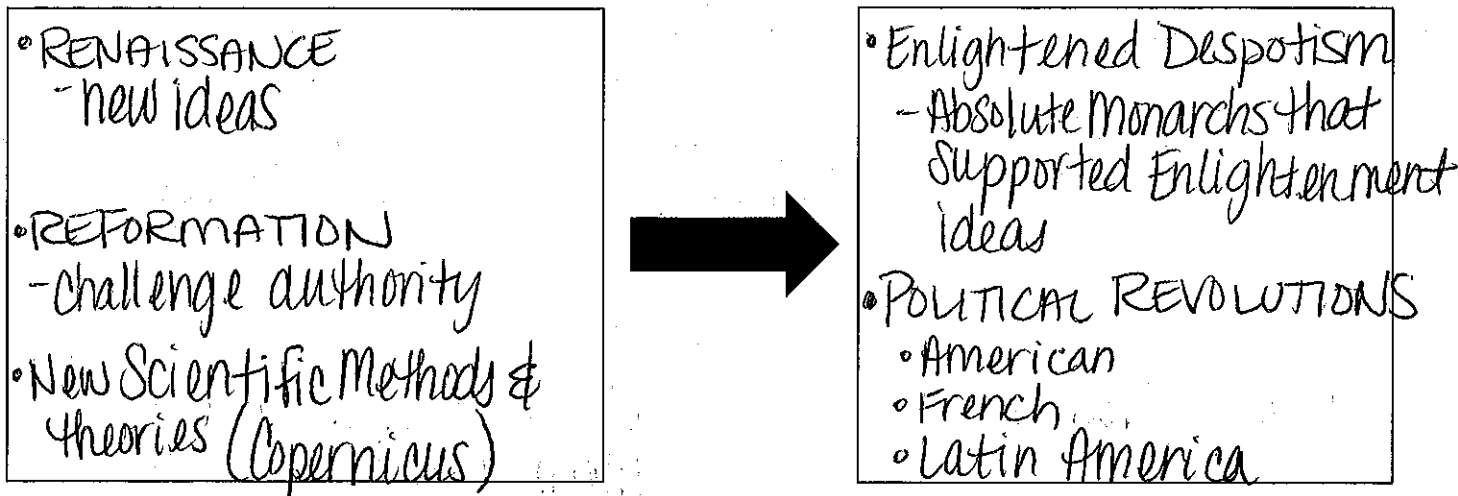 • RENAISSANCE
- new ideas
• REFORMATION
- challenge authority
• New Scientific Methods &
theories (Copernicus)
• Enlightened Despotism
- Absolute Monarchs that
supported Enlightenment
ideas
• POLITICAL REVOLUTIONS
• American
• French
• Latin America